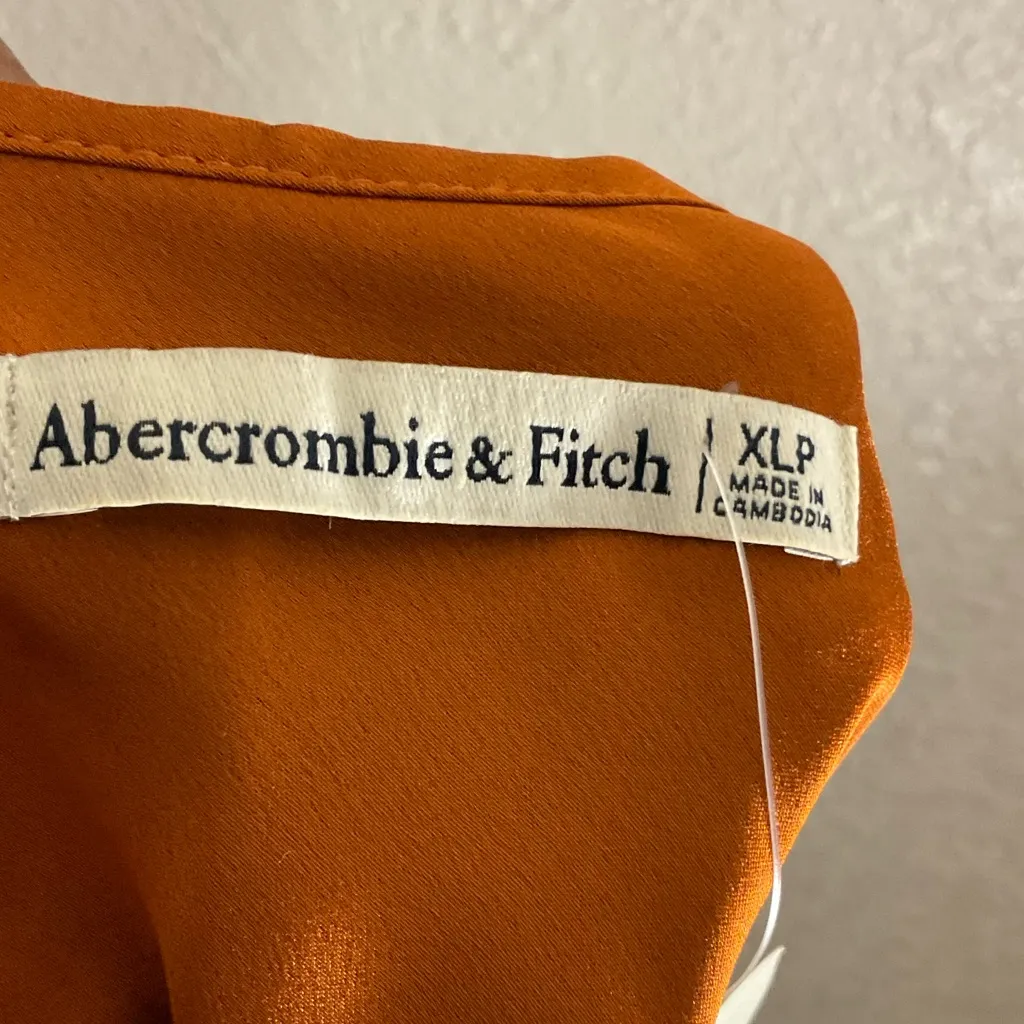 Abercrombie & Fitch
XLP
MADE IN
CAMBODIA